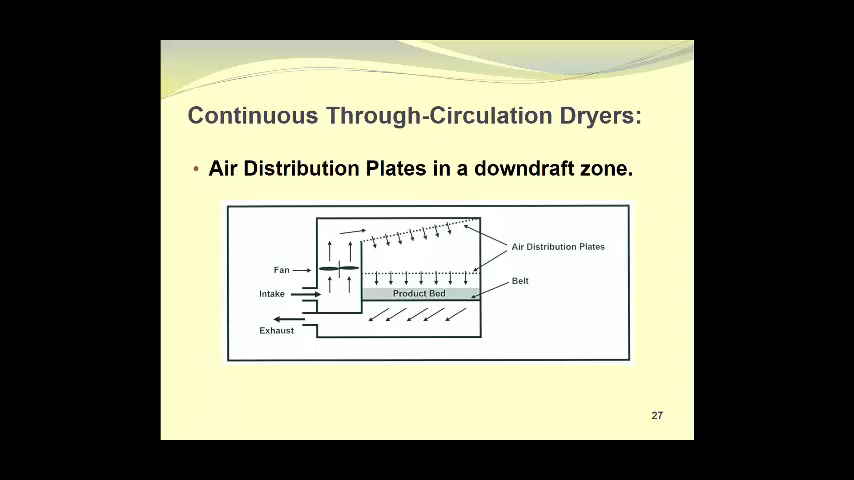 Continuous Through-Circulation Dryers:
• Air Distribution Plates in a downdraft zone.
Air Distribution Plates
Fan
Belt
Intake
Product Bed
Exhaust
27